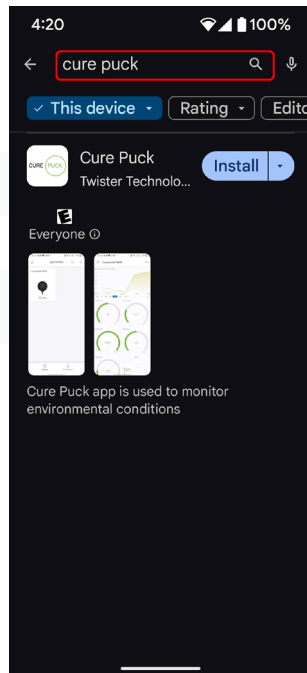 4:20
100%
cure puck
This device
Rating
Edito
CURE PUCK
Cure Puck
Twister Technolo...
Install
E
Everyone
Cure Puck app is used to monitor
environmental conditions